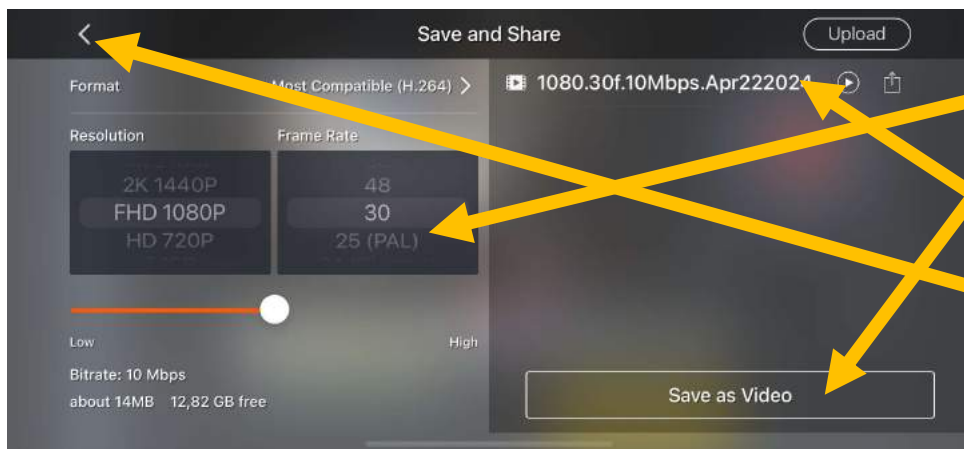 Save and Share
Upload
Format
Most Compatible (H.264)
1080.30f.10Mbps.Apr222024
Resolution
Frame Rate
2K 1440P
FHD 1080P
HD 720P
48
30
25 (PAL)
Low
High
Bitrate: 10 Mbps
about 14MB 12,82 GB free
Save as Video